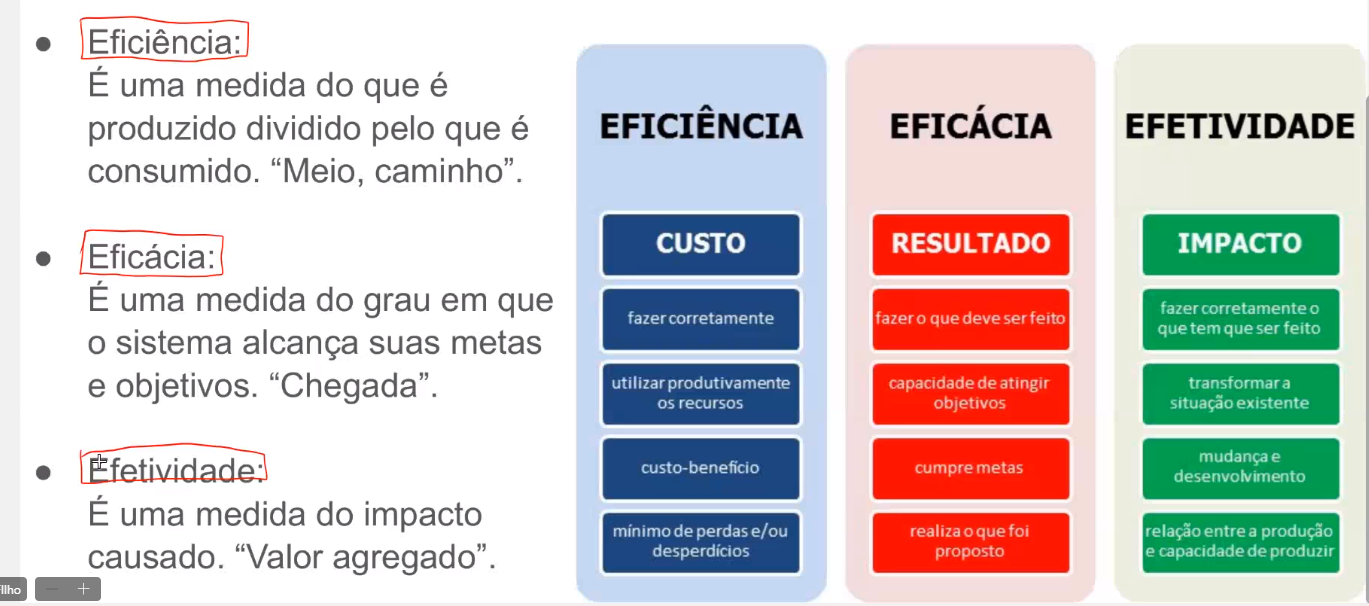 Eficiência:
É uma medida do que é
produzido dividido pelo que é
consumido. “Meio, caminho”.
Eficácia:
É uma medida do grau em que
o sistema alcança suas metas
e objetivos. “Chegada”.
Efetividade:
É uma medida do impacto
causado. “Valor agregado”.
EFICIÊNCIA
CUSTO
fazer corretamente
utilizar produtivamente
os recursos
custo-benefício
mínimo de perdas e/ou
desperdícios
EFICÁCIA
RESULTADO
fazer o que deve ser feito
capacidade de atingir
objetivos
cumpre metas
realiza o que foi
proposto
EFETIVIDADE
IMPACTO
fazer corretamente o
que tem que ser feito
transformar a
situação existente
mudança e
desenvolvimento
relação entre a produção
e capacidade de produzir